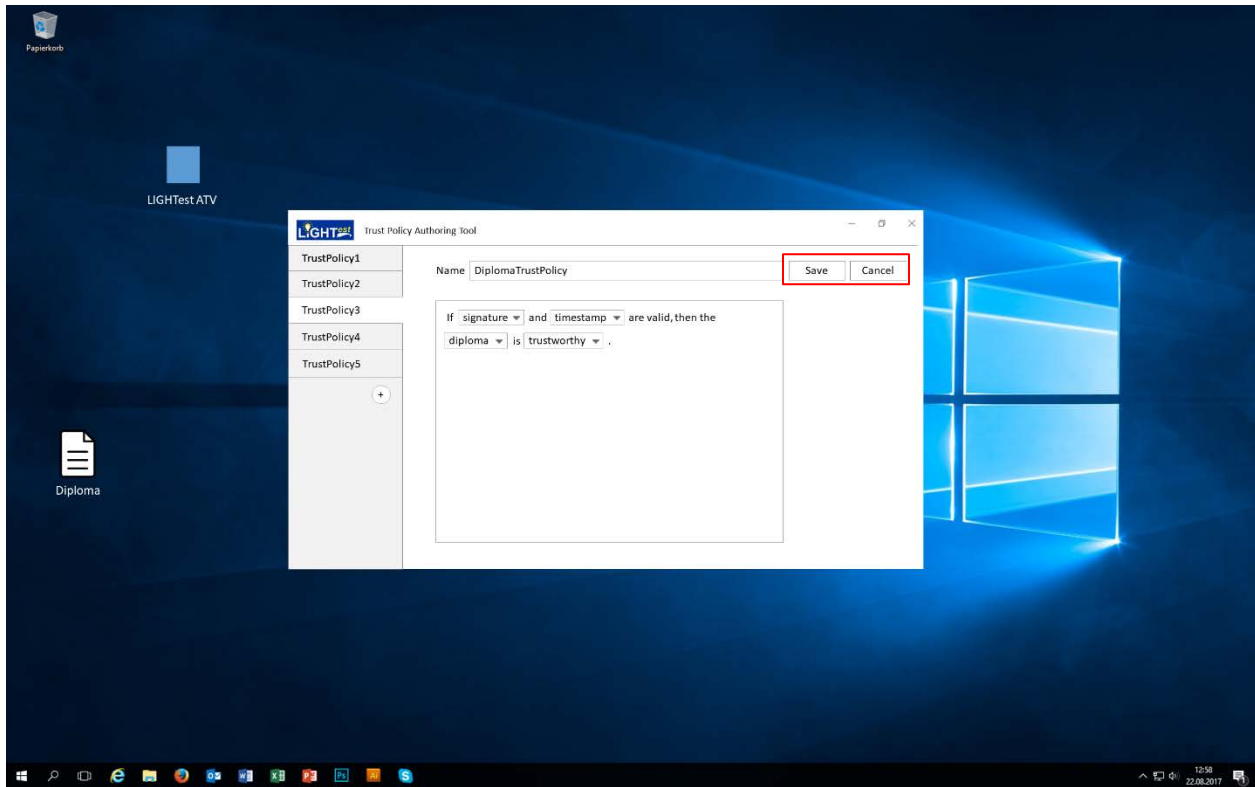 Papierkorb
LIGHTest ATV
LIGHTest Trust Policy Authoring Tool
TrustPolicy1
TrustPolicy2
TrustPolicy3
TrustPolicy4
TrustPolicy5
+
Name DiplomaTrustPolicy Save Cancel
If signature and timestamp are valid, then the
diploma is trustworthy .
Diploma
12:58
22.08.2017